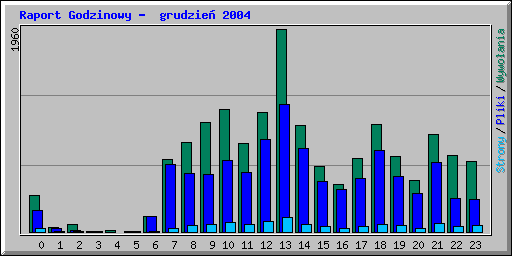 Raport Godzinowy -  grudzień 2004
1960
Strony / Pliki / Wywołania
0 1 2 3 4 5 6 7 8 9 10 11 12 13 14 15 16 17 18 19 20 21 22 23